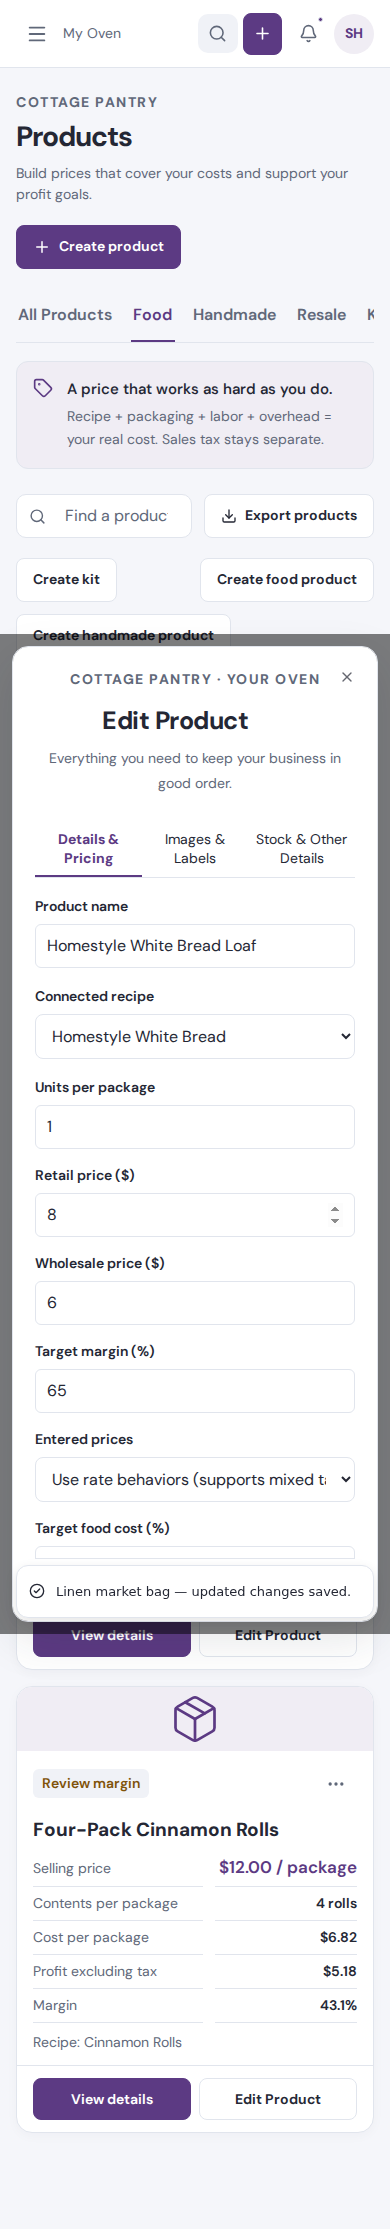 My Oven
SH
COTTAGE PANTRY
Products
Build prices that cover your costs and support your
profit goals.
Create product
All Products Food Handmade Resale K
A price that works as hard as you do.
Recipe + packaging + labor + overhead =
your real cost. Sales tax stays separate.
Find a produc
Export products
Create kit
Create food product
Create handmade product
COTTAGE PANTRY · YOUR OVEN
Edit Product
Everything you need to keep your business in
good order.
Details &
Pricing
Images &
Labels
Stock & Other
Details
Product name
Homestyle White Bread Loaf
Connected recipe
Homestyle White Bread
Units per package
1
Retail price ($)
8
Wholesale price ($)
6
Target margin (%)
65
Entered prices
Use rate behaviors (supports mixed ta
Target food cost (%)
Linen market bag — updated changes saved.
View details
Edit Product
Review margin
Four-Pack Cinnamon Rolls
Selling price $12.00 / package
Contents per package 4 rolls
Cost per package $6.82
Profit excluding tax $5.18
Margin 43.1%
Recipe: Cinnamon Rolls
View details
Edit Product